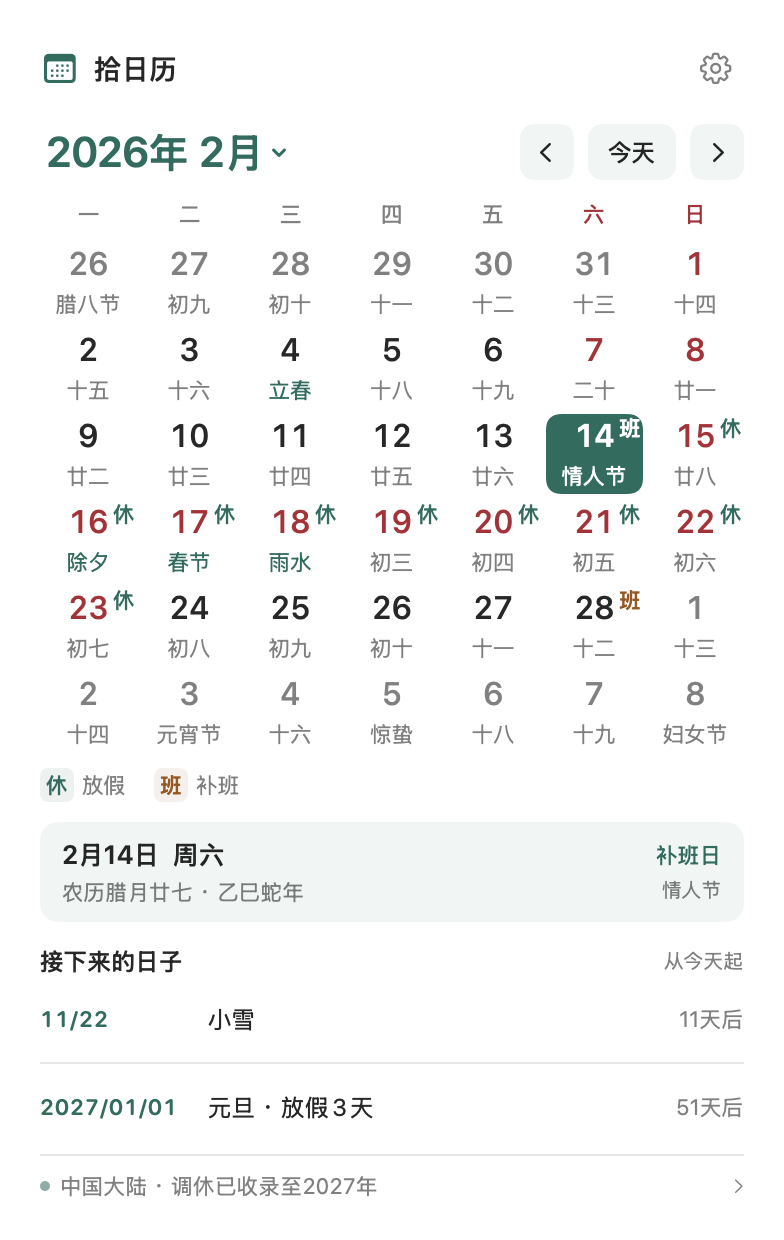 拾日历
2026年 2月
今天
一 二 三 四 五 六 日
26 27 28 29 30 31 1
腊八节 初九 初十 十一 十二 十三 十四
2 3 4 5 6 7 8
十五 十六 立春 十八 十九 二十 廿一
9 10 11 12 13 14 班 15 休
廿二 廿三 廿四 廿五 廿六 情人节 廿八
16 休 17 休 18 休 19 休 20 休 21 休 22 休
除夕 春节 雨水 初三 初四 初五 初六
23 休 24 25 26 27 28 班 1
初七 初八 初九 初十 十一 十二 十三
2 3 4 5 6 7 8
十四 元宵节 十六 惊蛰 十八 十九 妇女节
休 放假 班 补班
2月14日 周六 补班日
农历腊月廿七 · 乙巳蛇年 情人节
接下来的日子 从今天起
11/22 小雪 11天后
2027/01/01 元旦 · 放假3天 51天后
中国大陆 · 调休已收录至2027年